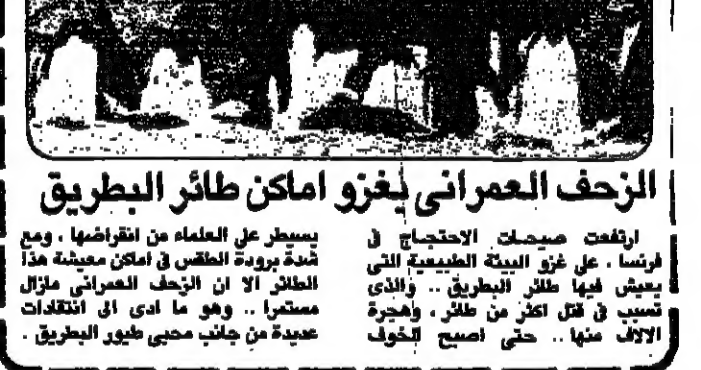 الزحف العمرانى يغزو اماكن طائر البطريق
ارتفعت صيحات الاحتجاج فى
فرنسا ، على غزو البيئة الطبيعية التى
يعيش فيها طائر البطريق .. والذى
تسبب فى قتل اكثر من طائر ، وهجرة
الالاف منها .. حتى اصبح الخوف
يسيطر على العلماء من انقراضها ، ومع
شدة برودة الطقس فى اماكن معيشة هذا
الطائر الا ان الزحف العمرانى مازال
مستمرا .. وهو ما ادى الى انتقادات
عديدة من جانب محبى طيور البطريق .